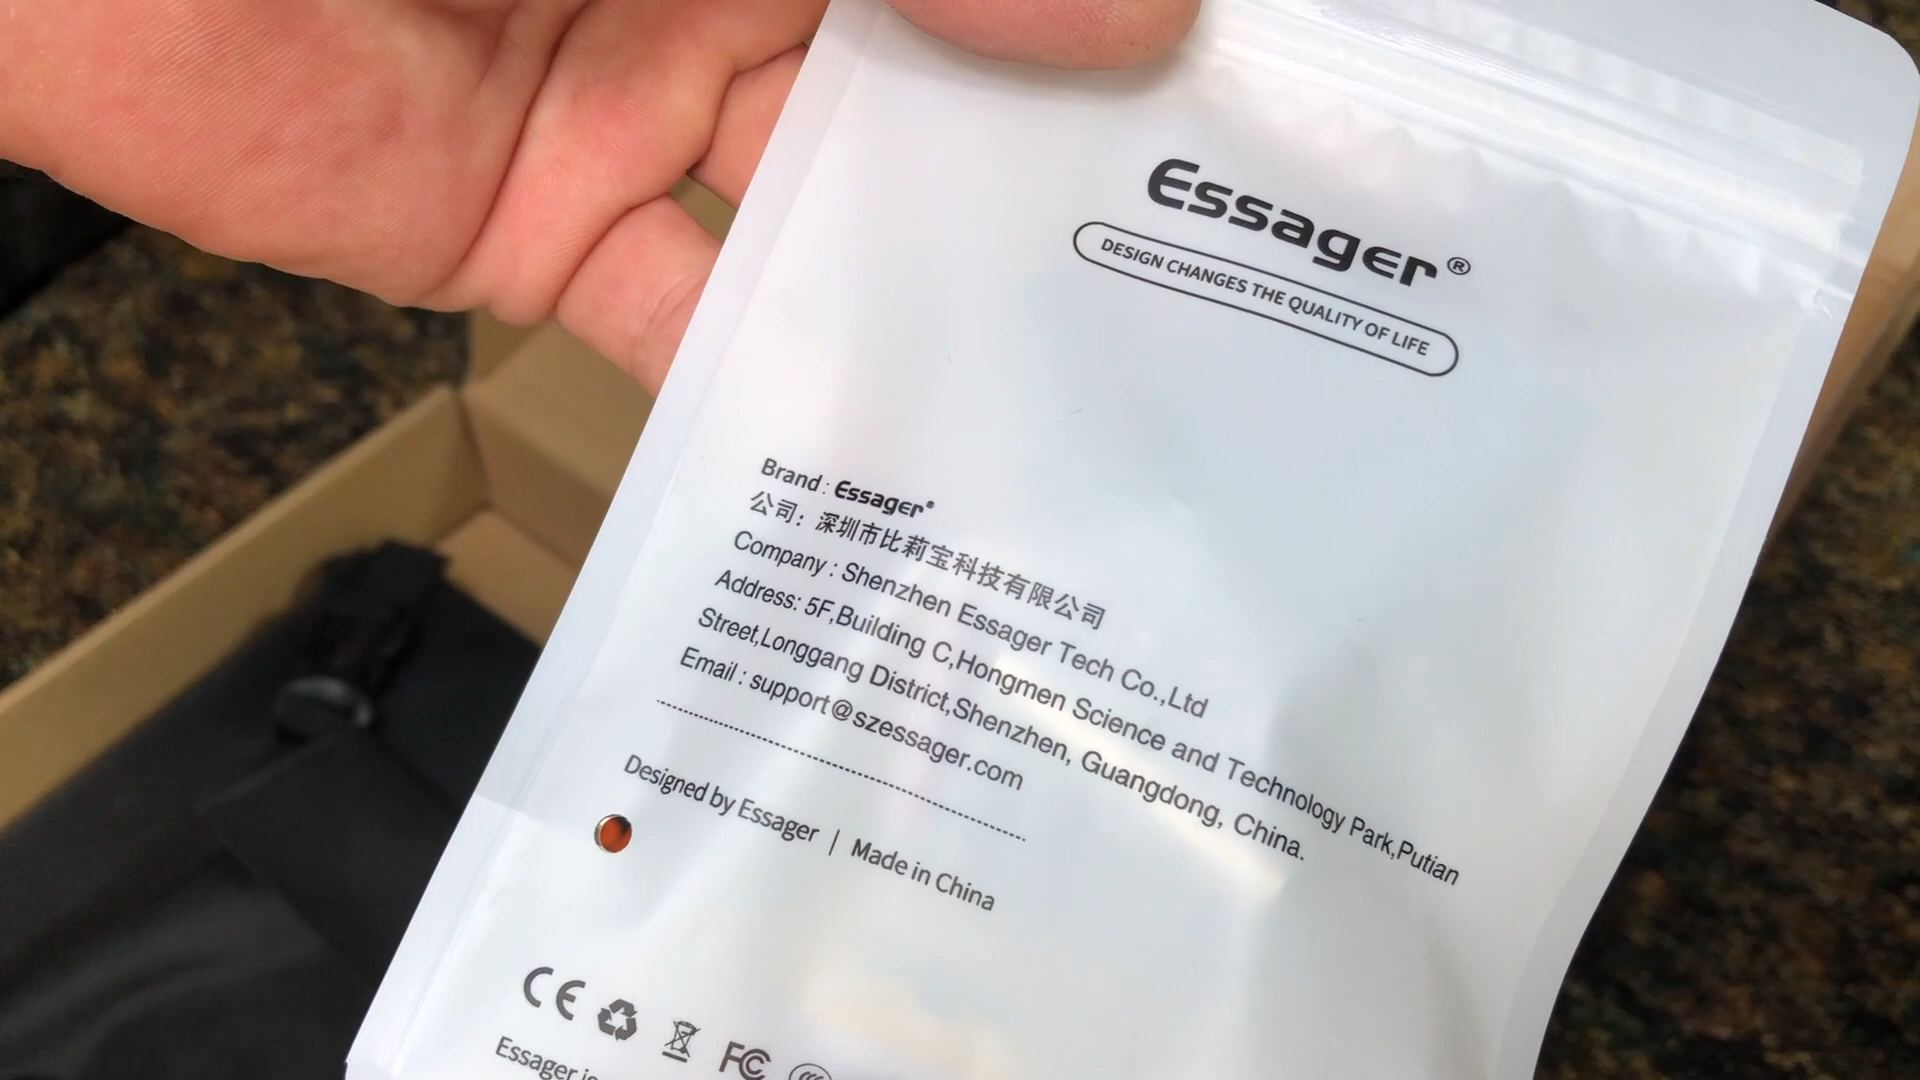 Essager®
DESIGN CHANGES THE QUALITY OF LIFE
Brand : Essager®
公司：深圳市比莉宝科技有限公司
Company : Shenzhen Essager Tech Co.,Ltd
Address: 5F,Building C,Hongmen Science and Technology Park,Putian
Street,Longgang District,Shenzhen, Guangdong, China.
Email : support@szessager.com
Designed by Essager | Made in China
CE FC
Essager